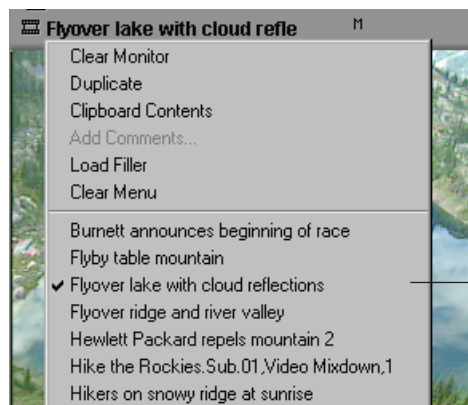 Flyover lake with cloud refle M
Clear Monitor
Duplicate
Clipboard Contents
Add Comments...
Load Filler
Clear Menu
Burnett announces beginning of race
Flyby table mountain
Flyover lake with cloud reflections
Flyover ridge and river valley
Hewlett Packard repels mountain 2
Hike the Rockies.Sub.01,Video Mixdown,1
Hikers on snowy ridge at sunrise